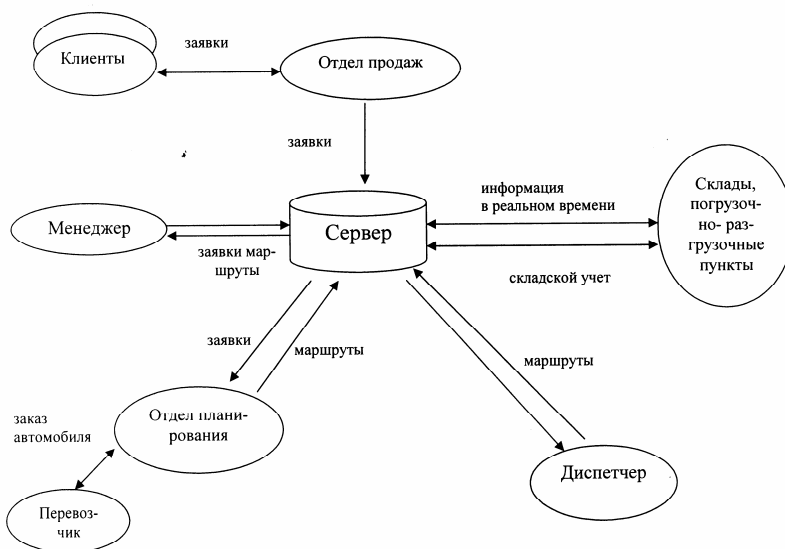 заявки
Клиенты
Отдел продаж
заявки
Склады,
погрузоч-
но- раз-
грузочные
пункты
информация
в реальном времени
Менеджер
Сервер
заявки мар-
шруты
складской учет
заявки
маршруты
маршруты
Отдел плани-
рования
заказ
автомобиля
Диспетчер
Перевоз-
чик